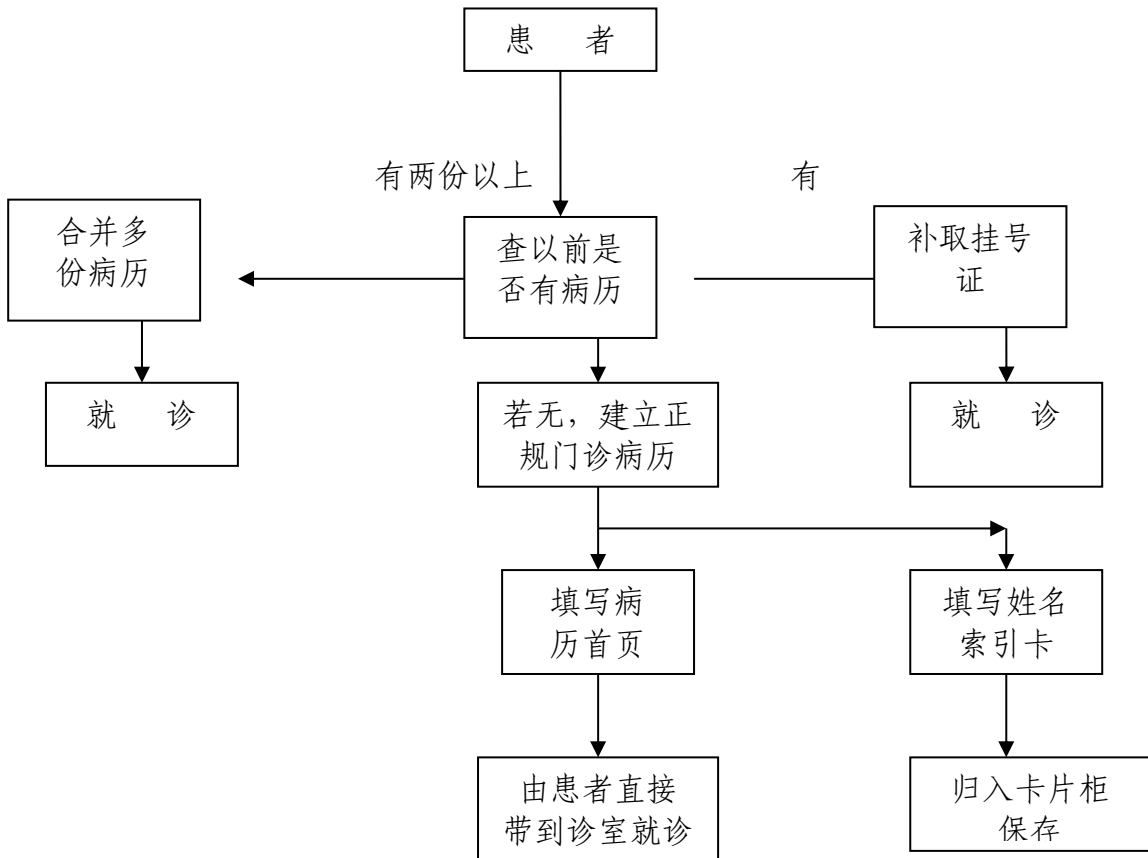 患 者
有两份以上
有
合并多
份病历
查以前是
否有病历
补取挂号
证
就 诊
若无，建立正
规门诊病历
就 诊
填写病
历首页
填写姓名
索引卡
由患者直接
带到诊室就诊
归入卡片柜
保存